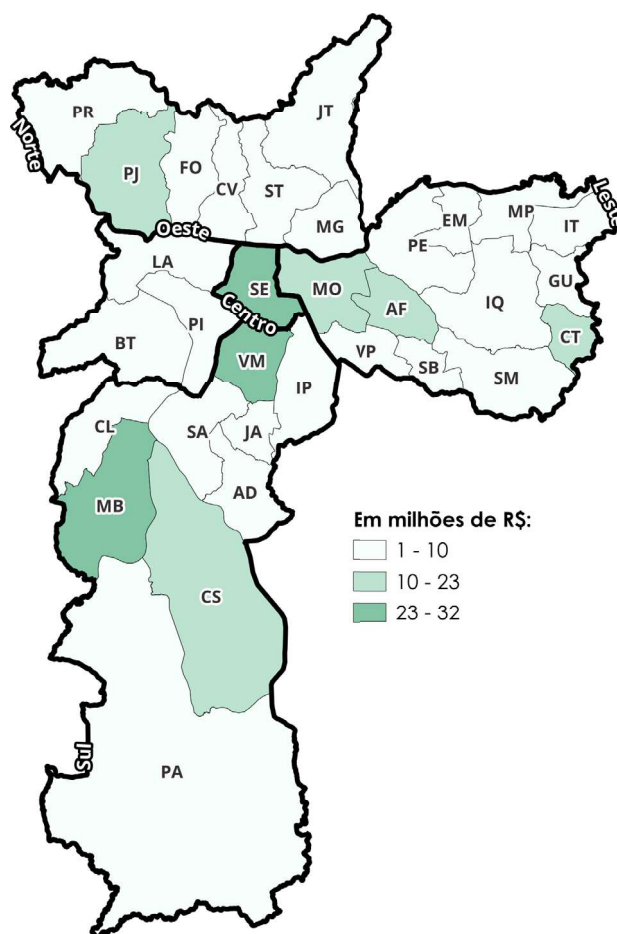 JT
PR
Norte
PJ
FO
CV
ST
MG
Oeste
Leste
EM
MP
IT
PE
LA
SE
MO
GU
IQ
AF
Centro
CT
PI
BT
VM
VP
SB
SM
IP
CL
SA
JA
AD
MB
CS
Em milhões de R$:
1 - 10
10 - 23
23 - 32
Sul
PA